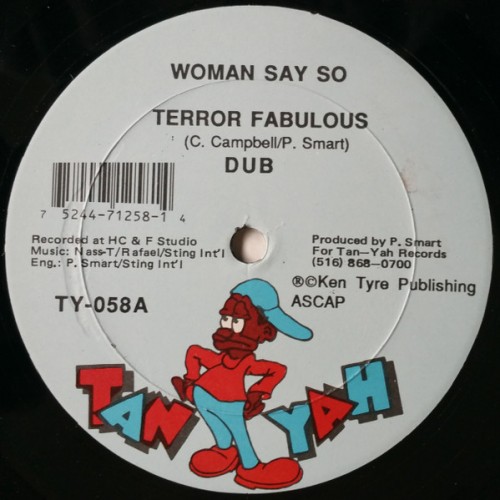 WOMAN SAY SO
TERROR FABULOUS
(C. Campbell/P. Smart)
DUB
7 5244-71258-1 4
Recorded at HC & F Studio
Music: Nass-T/Rafael/Sting Int'l
Eng.: P. Smart/Sting Int'l
TY-058A
Produced by P. Smart
For Tan-Yah Records
(516) 868-0700
®©Ken Tyre Publishing
ASCAP
TAN YAH